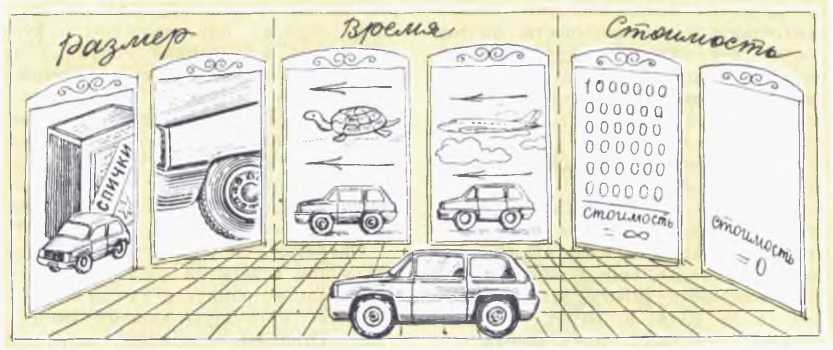 Размер
Время
Стоимость
СПИЧКИ
1000000
000000
000000
000000
000000
000000
стоимость
= ∞
стоимость
= 0